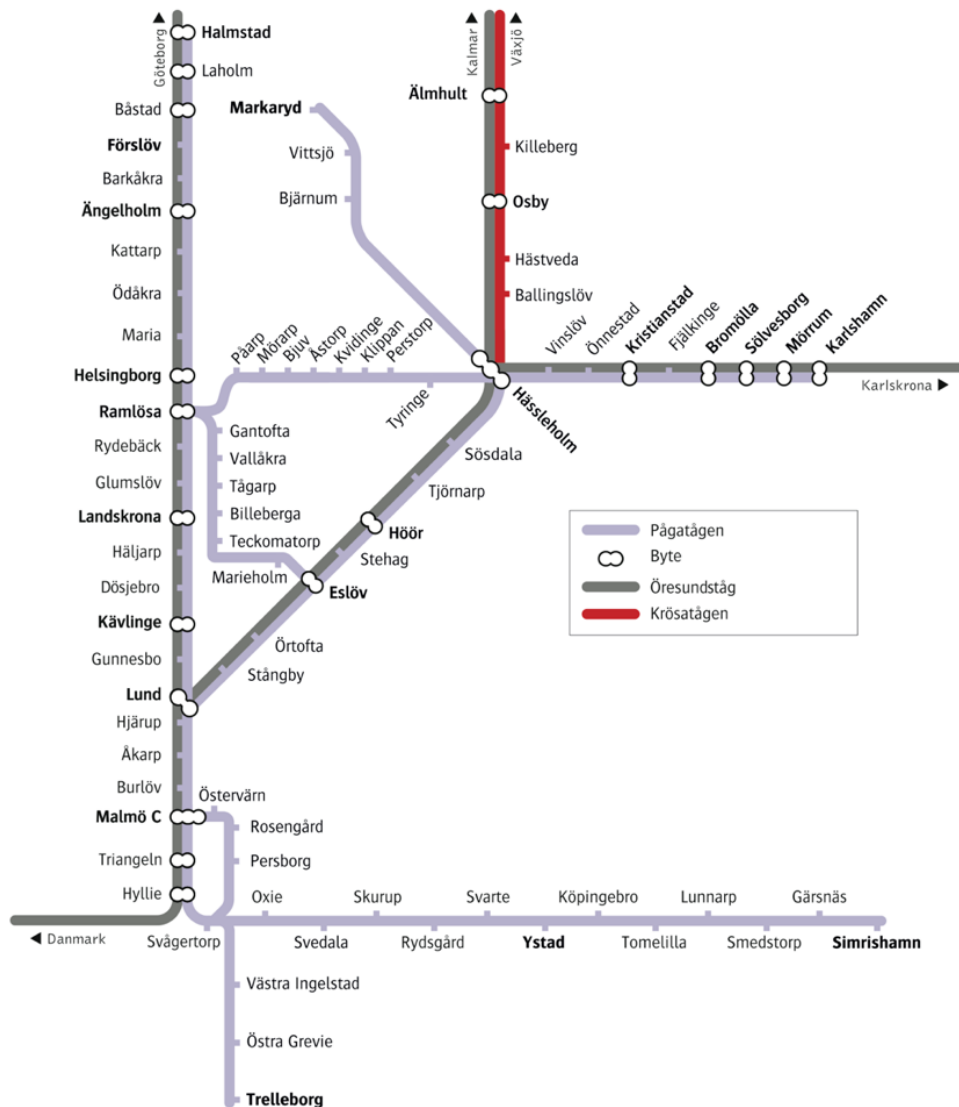 Göteborg
Halmstad
Laholm
Båstad
Förslöv
Barkåkra
Ängelholm
Kattarp
Ödåkra
Maria
Helsingborg
Ramlösa
Rydebäck
Glumslöv
Landskrona
Häljarp
Dösjebro
Kävlinge
Gunnesbo
Lund
Hjärup
Åkarp
Burlöv
Malmö C
Triangeln
Hyllie
Danmark
Markaryd
Vittsjö
Bjärnum
Påarp
Mörarp
Bjuv
Åstorp
Kvidinge
Klippan
Perstorp
Tyringe
Gantofta
Vallåkra
Tågarp
Billeberga
Teckomatorp
Marieholm
Kalmar
Växjö
Älmhult
Killeberg
Osby
Hästveda
Ballingslöv
Vinslöv
Önnestad
Kristianstad
Fjälkinge
Bromölla
Sölvesborg
Mörrum
Karlshamn
Karlskrona
Hässleholm
Sösdala
Tjörnarp
Höör
Stehag
Eslöv
Örtofta
Stångby
Pågatågen
Byte
Öresundståg
Krösatågen
Östervärn
Rosengård
Persborg
Oxie
Skurup
Svarte
Köpingebro
Lunnarp
Gärsnäs
Svågertorp
Svedala
Rydsgård
Ystad
Tomelilla
Smedstorp
Simrishamn
Västra Ingelstad
Östra Grevie
Trelleborg